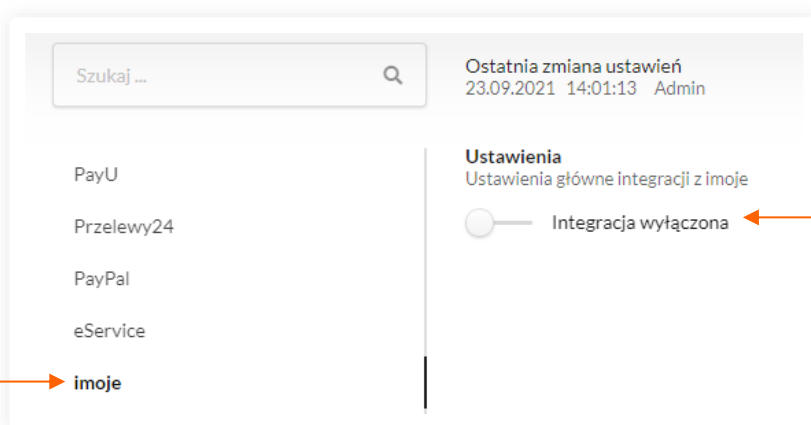 Szukaj ...
Ostatnia zmiana ustawień
23.09.2021 14:01:13 Admin
PayU
Przelewy24
PayPal
eService
imoje
Ustawienia
Ustawienia główne integracji z imoje
Integracja wyłączona